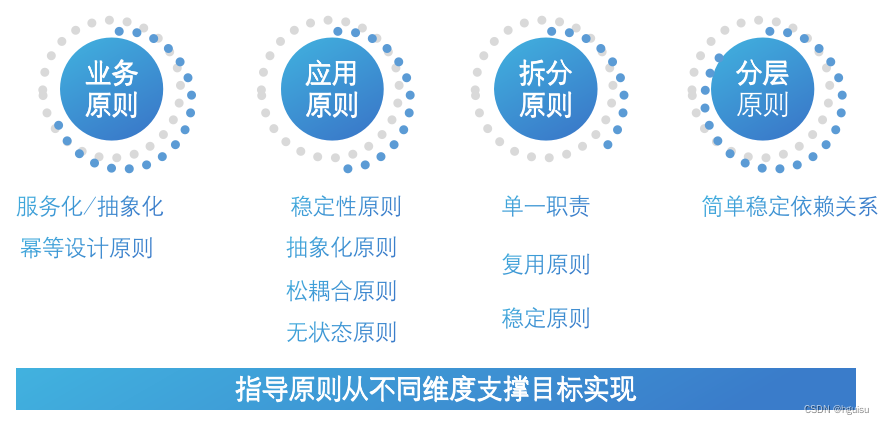 业务
原则
应用
原则
拆分
原则
分层
原则
服务化/抽象化
幂等设计原则
稳定性原则
抽象化原则
松耦合原则
无状态原则
单一职责
复用原则
稳定原则
简单稳定依赖关系
指导原则从不同维度支撑目标实现
CSDN @hguisu